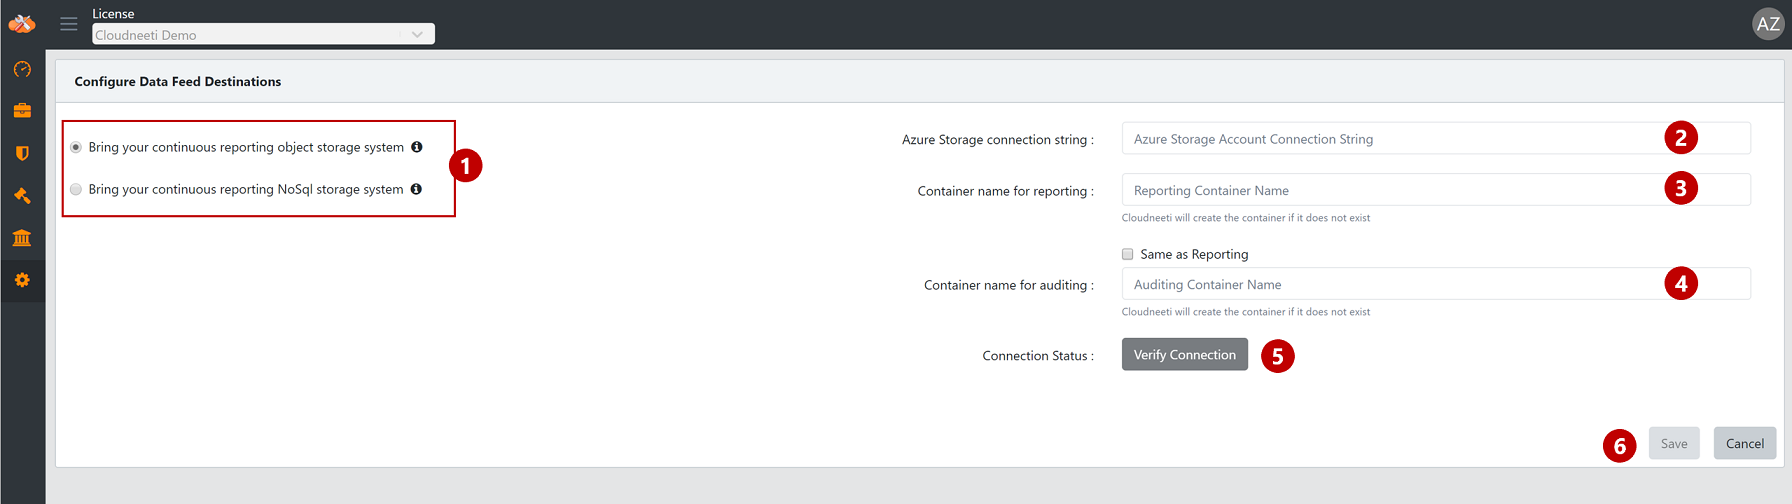 License
Cloudneeti Demo
AZ
Configure Data Feed Destinations
Bring your continuous reporting object storage system
Bring your continuous reporting NoSql storage system
1
Azure Storage connection string :
Azure Storage Account Connection String
2
Container name for reporting :
Reporting Container Name
3
Cloudneeti will create the container if it does not exist
Same as Reporting
Container name for auditing :
Auditing Container Name
4
Cloudneeti will create the container if it does not exist
Connection Status :
Verify Connection
5
6
Save
Cancel